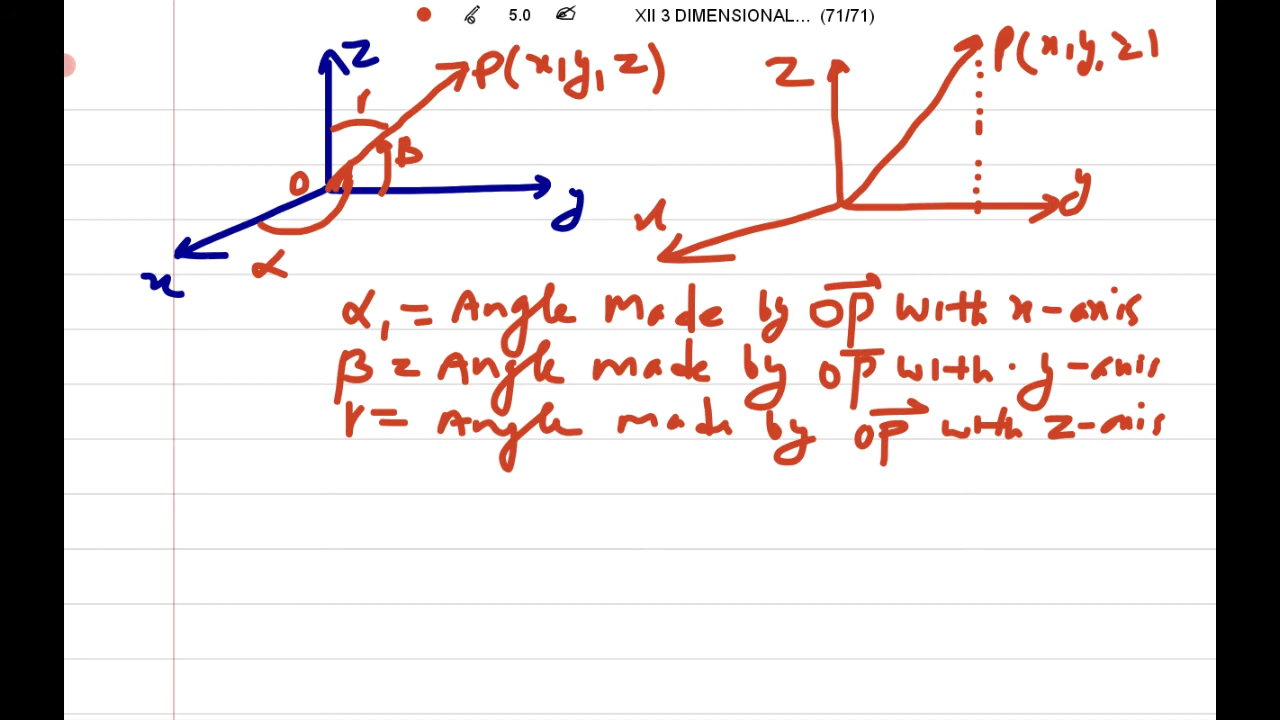 5.0 XII 3 DIMENSIONAL... (71/71)
z
P(x,y,z)
r
β
O
y
x
α
z
P(x,y,z)
y
x
α, = Angle Made by OP with x-axis
β = Angle made by OP with y-axis
r = Angle made by OP with z-axis